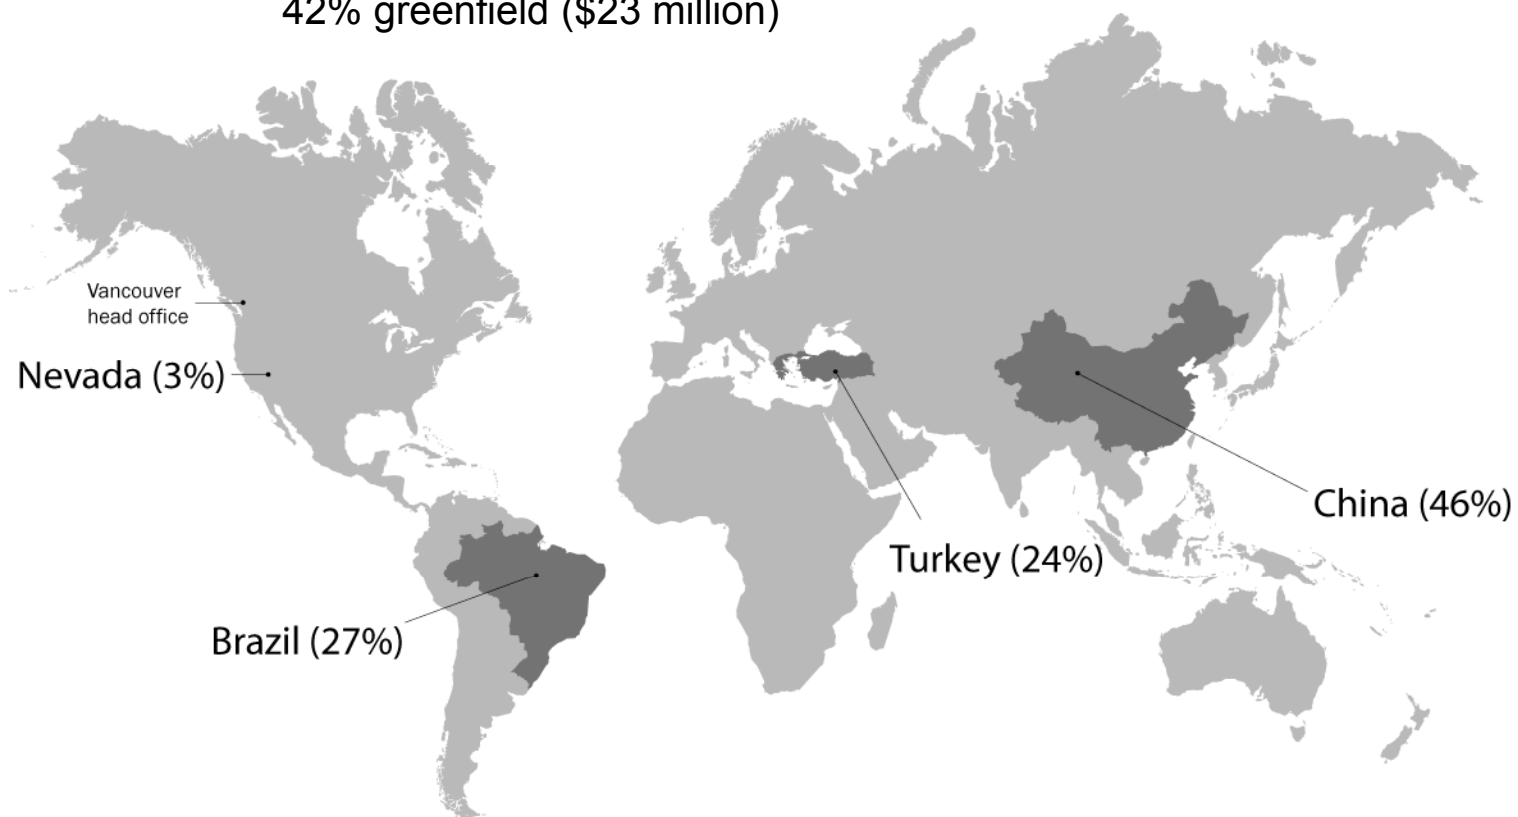 42% greenfield ($23 million)
Vancouver
head office
Nevada (3%)
China (46%)
Turkey (24%)
Brazil (27%)